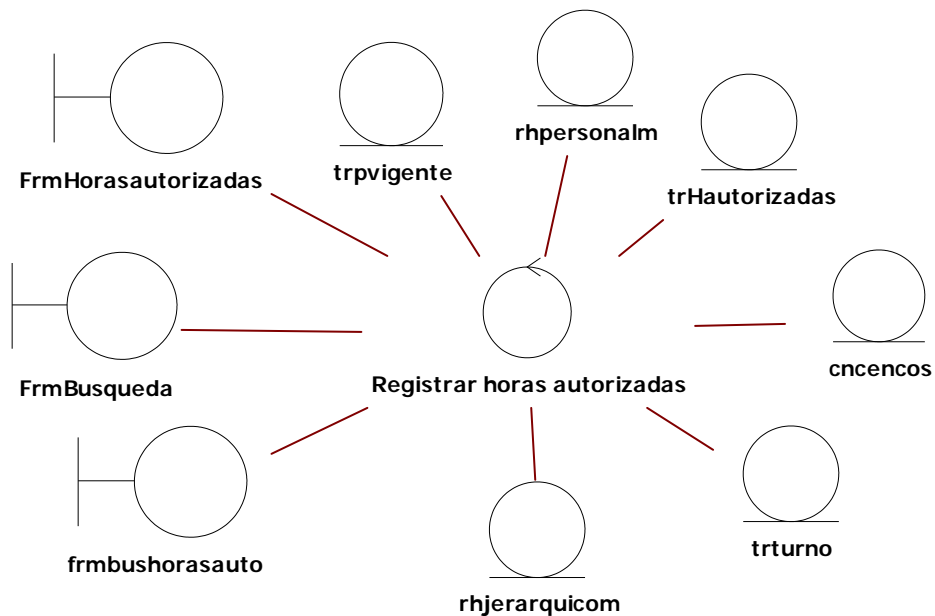 rhpersonalm
trpvigente
FrmHorasautorizadas
trHautorizadas
cncencos
FrmBusqueda
Registrar horas autorizadas
trturno
frmbushorasauto
rhjerarquicom